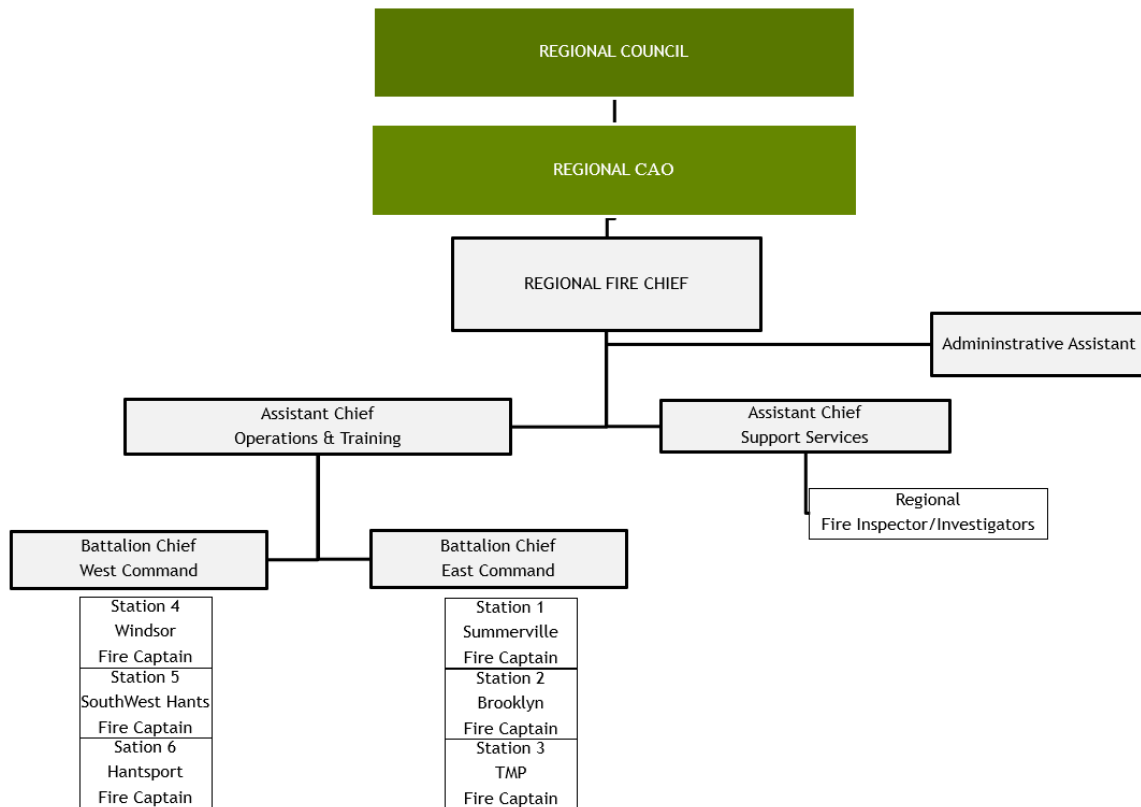 REGIONAL COUNCIL
REGIONAL CAO
REGIONAL FIRE CHIEF
Admininstrative Assistant
Assistant Chief
Operations & Training
Assistant Chief
Support Services
Regional
Fire Inspector/Investigators
Battalion Chief
West Command
Battalion Chief
East Command
Station 4
Windsor
Fire Captain
Station 5
SouthWest Hants
Fire Captain
Sation 6
Hantsport
Fire Captain
Station 1
Summerville
Fire Captain
Station 2
Brooklyn
Fire Captain
Station 3
TMP
Fire Captain